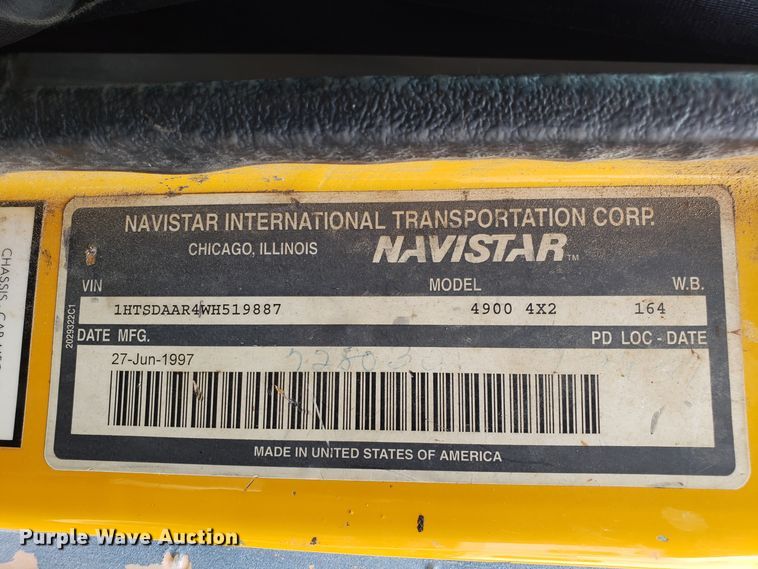 NAVISTAR INTERNATIONAL TRANSPORTATION CORP.
CHICAGO, ILLINOIS NAVISTAR TM
VIN MODEL W.B.
1HTSDAAR4WH519887 4900 4X2 164
DATE MFG. PD LOC - DATE
27-Jun-1997
MADE IN UNITED STATES OF AMERICA
2029322C1
CHASSIS
Purple Wave Auction